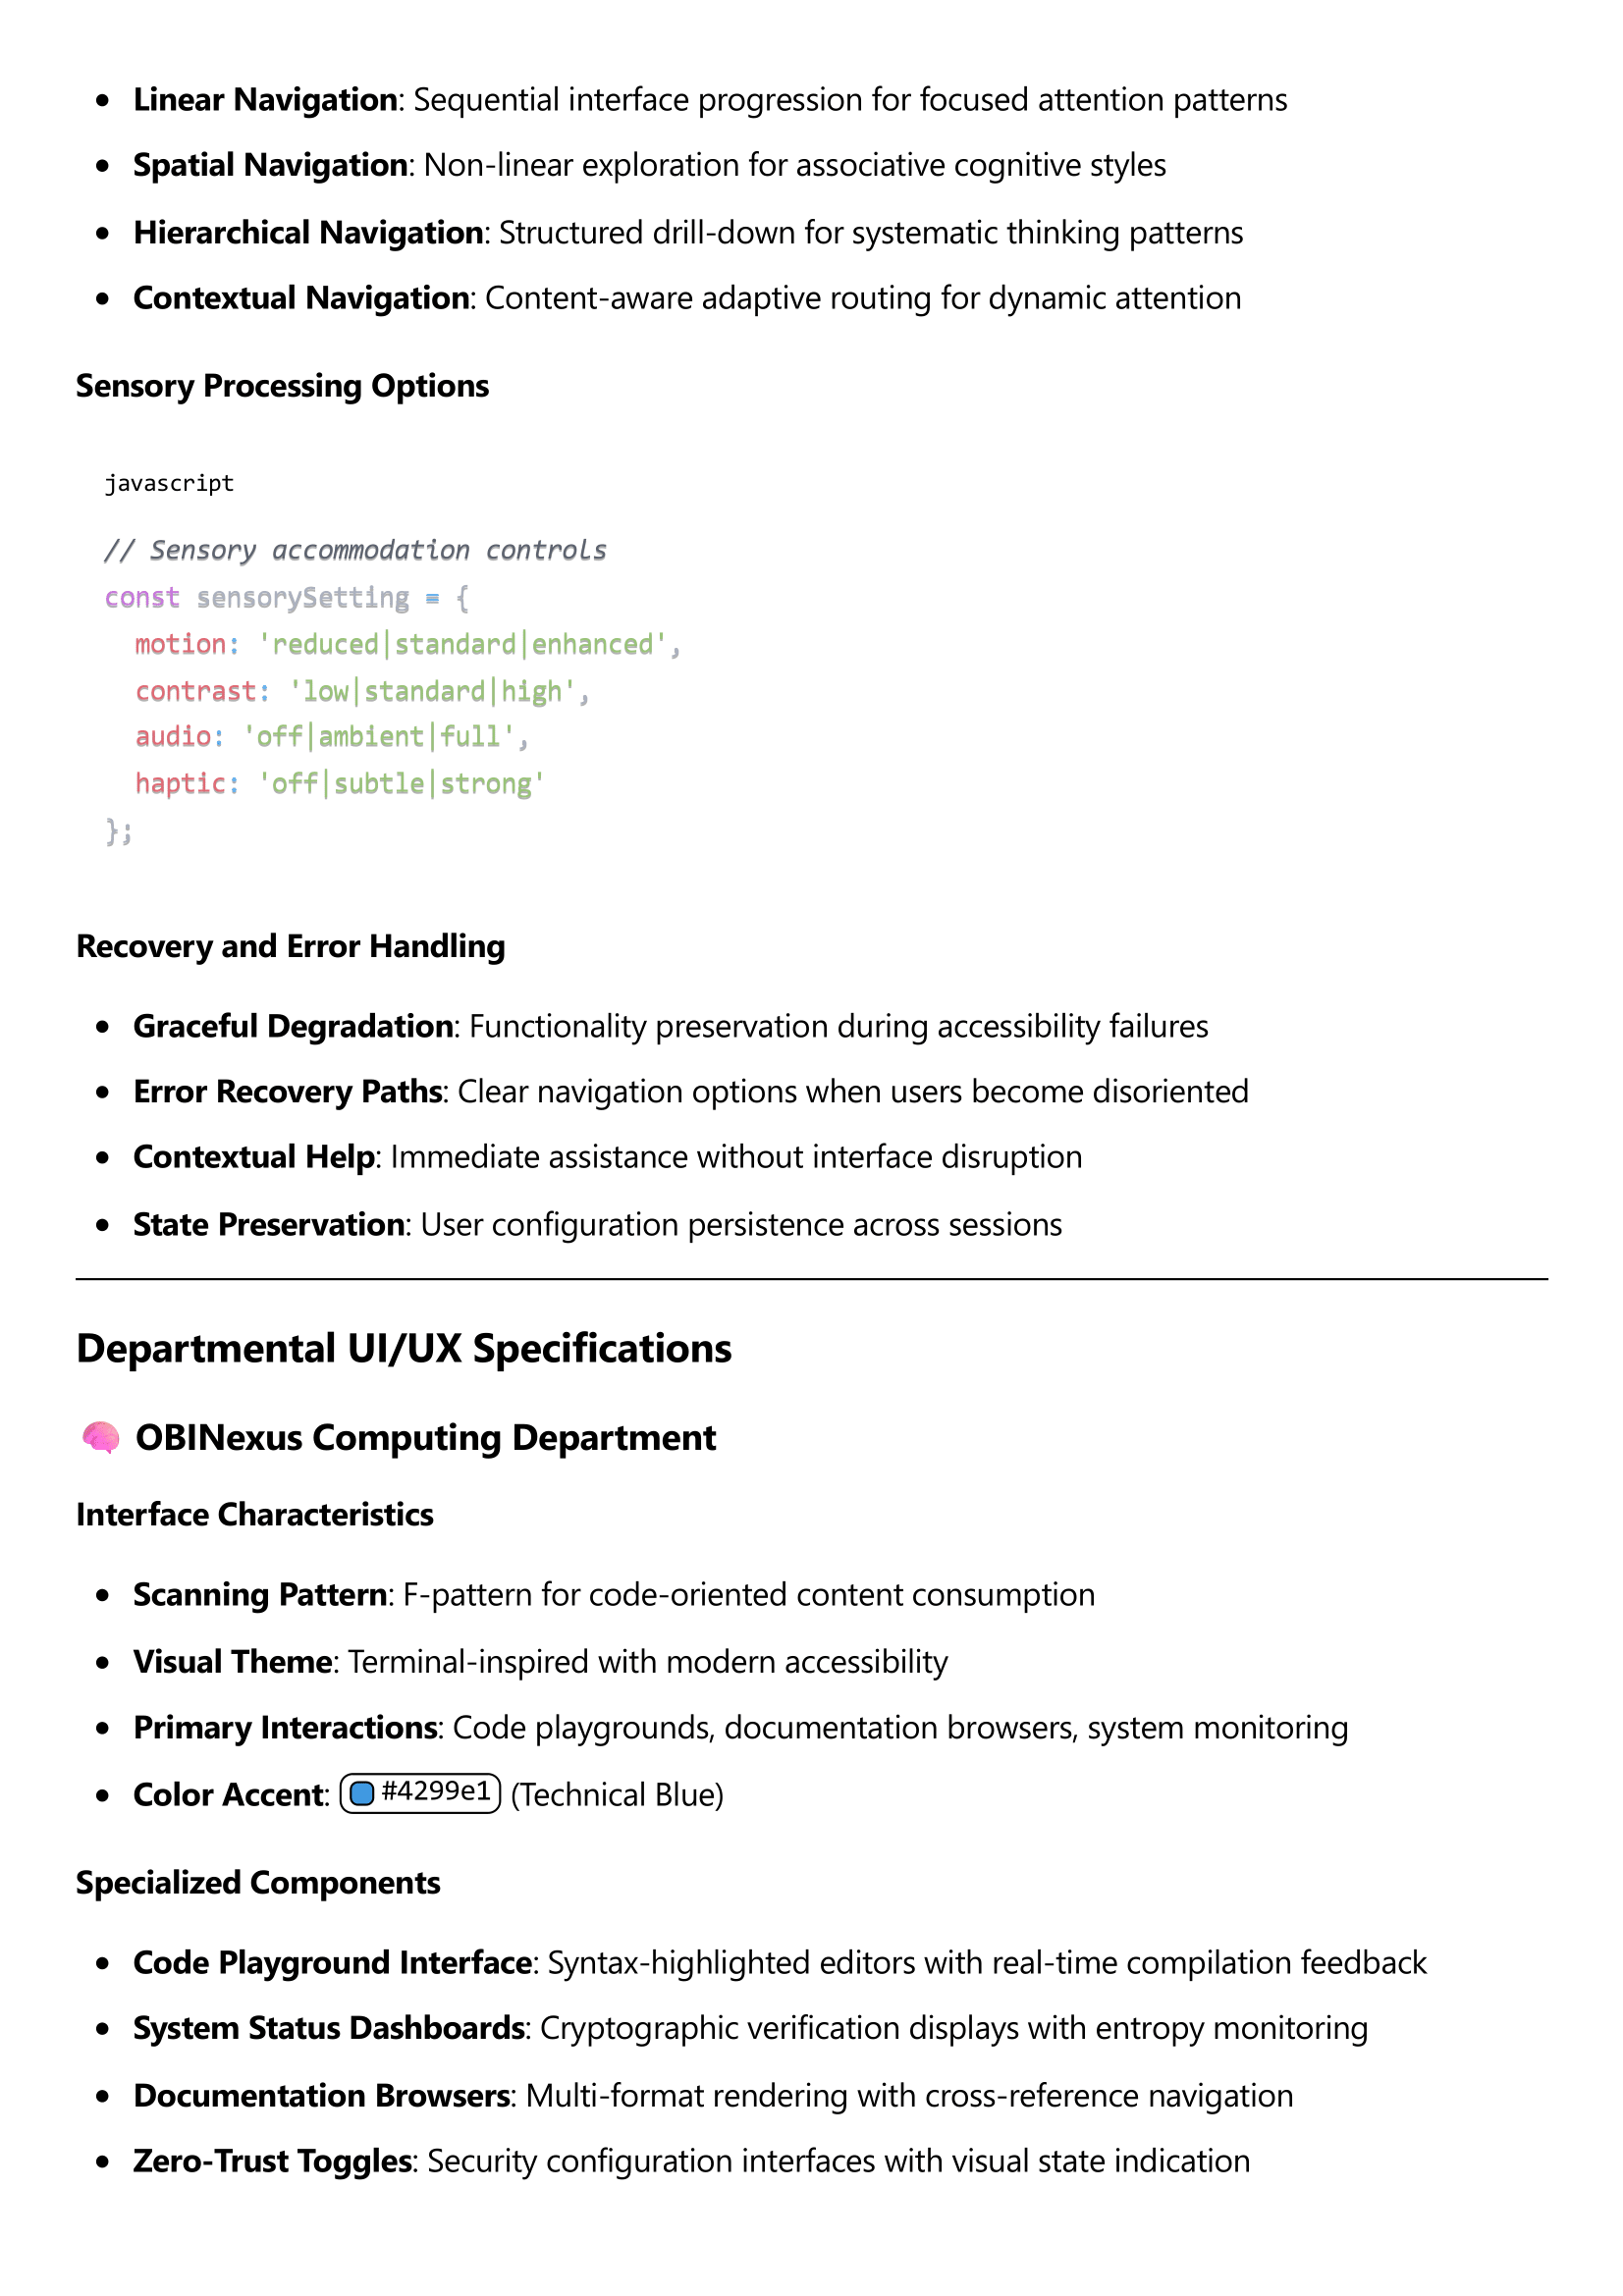 • Linear Navigation: Sequential interface progression for focused attention patterns
• Spatial Navigation: Non-linear exploration for associative cognitive styles
• Hierarchical Navigation: Structured drill-down for systematic thinking patterns
• Contextual Navigation: Content-aware adaptive routing for dynamic attention
Sensory Processing Options
javascript
// Sensory accommodation controls
const sensorySetting = {
  motion: 'reduced|standard|enhanced',
  contrast: 'low|standard|high',
  audio: 'off|ambient|full',
  haptic: 'off|subtle|strong'
};
Recovery and Error Handling
• Graceful Degradation: Functionality preservation during accessibility failures
• Error Recovery Paths: Clear navigation options when users become disoriented
• Contextual Help: Immediate assistance without interface disruption
• State Preservation: User configuration persistence across sessions
Departmental UI/UX Specifications
🧠 OBINexus Computing Department
Interface Characteristics
• Scanning Pattern: F-pattern for code-oriented content consumption
• Visual Theme: Terminal-inspired with modern accessibility
• Primary Interactions: Code playgrounds, documentation browsers, system monitoring
• Color Accent: #4299e1 (Technical Blue)
Specialized Components
• Code Playground Interface: Syntax-highlighted editors with real-time compilation feedback
• System Status Dashboards: Cryptographic verification displays with entropy monitoring
• Documentation Browsers: Multi-format rendering with cross-reference navigation
• Zero-Trust Toggles: Security configuration interfaces with visual state indication